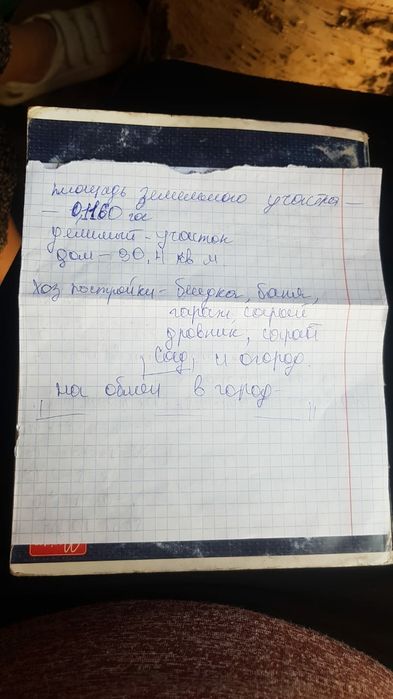 площадь земельного участка –
– 0,1160 га
делимый – участок
дом – 90,4 кв м
Хоз постройки – беседка, баня,
гараж, сарай
дровник, сарай
Сад, и огород.
на обмен в город –